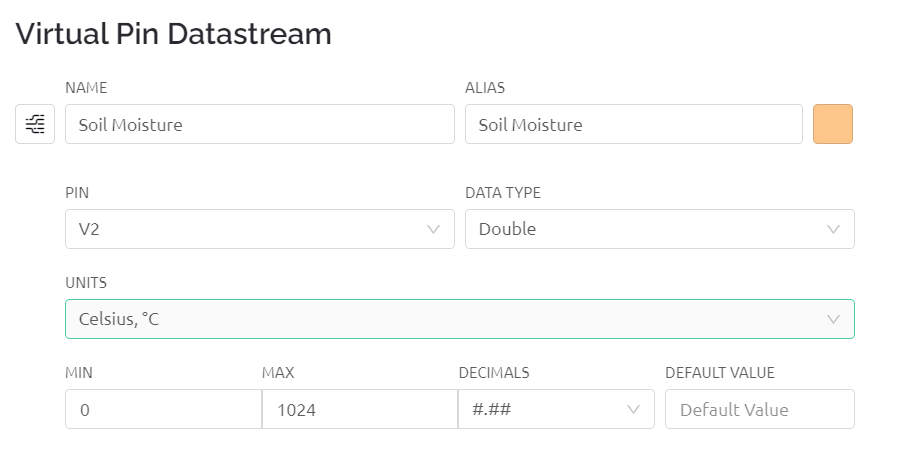 Virtual Pin Datastream
NAME ALIAS
Soil Moisture Soil Moisture
PIN DATA TYPE
V2 Double
UNITS
Celsius, °C
MIN MAX DECIMALS DEFAULT VALUE
0 1024 #.## Default Value